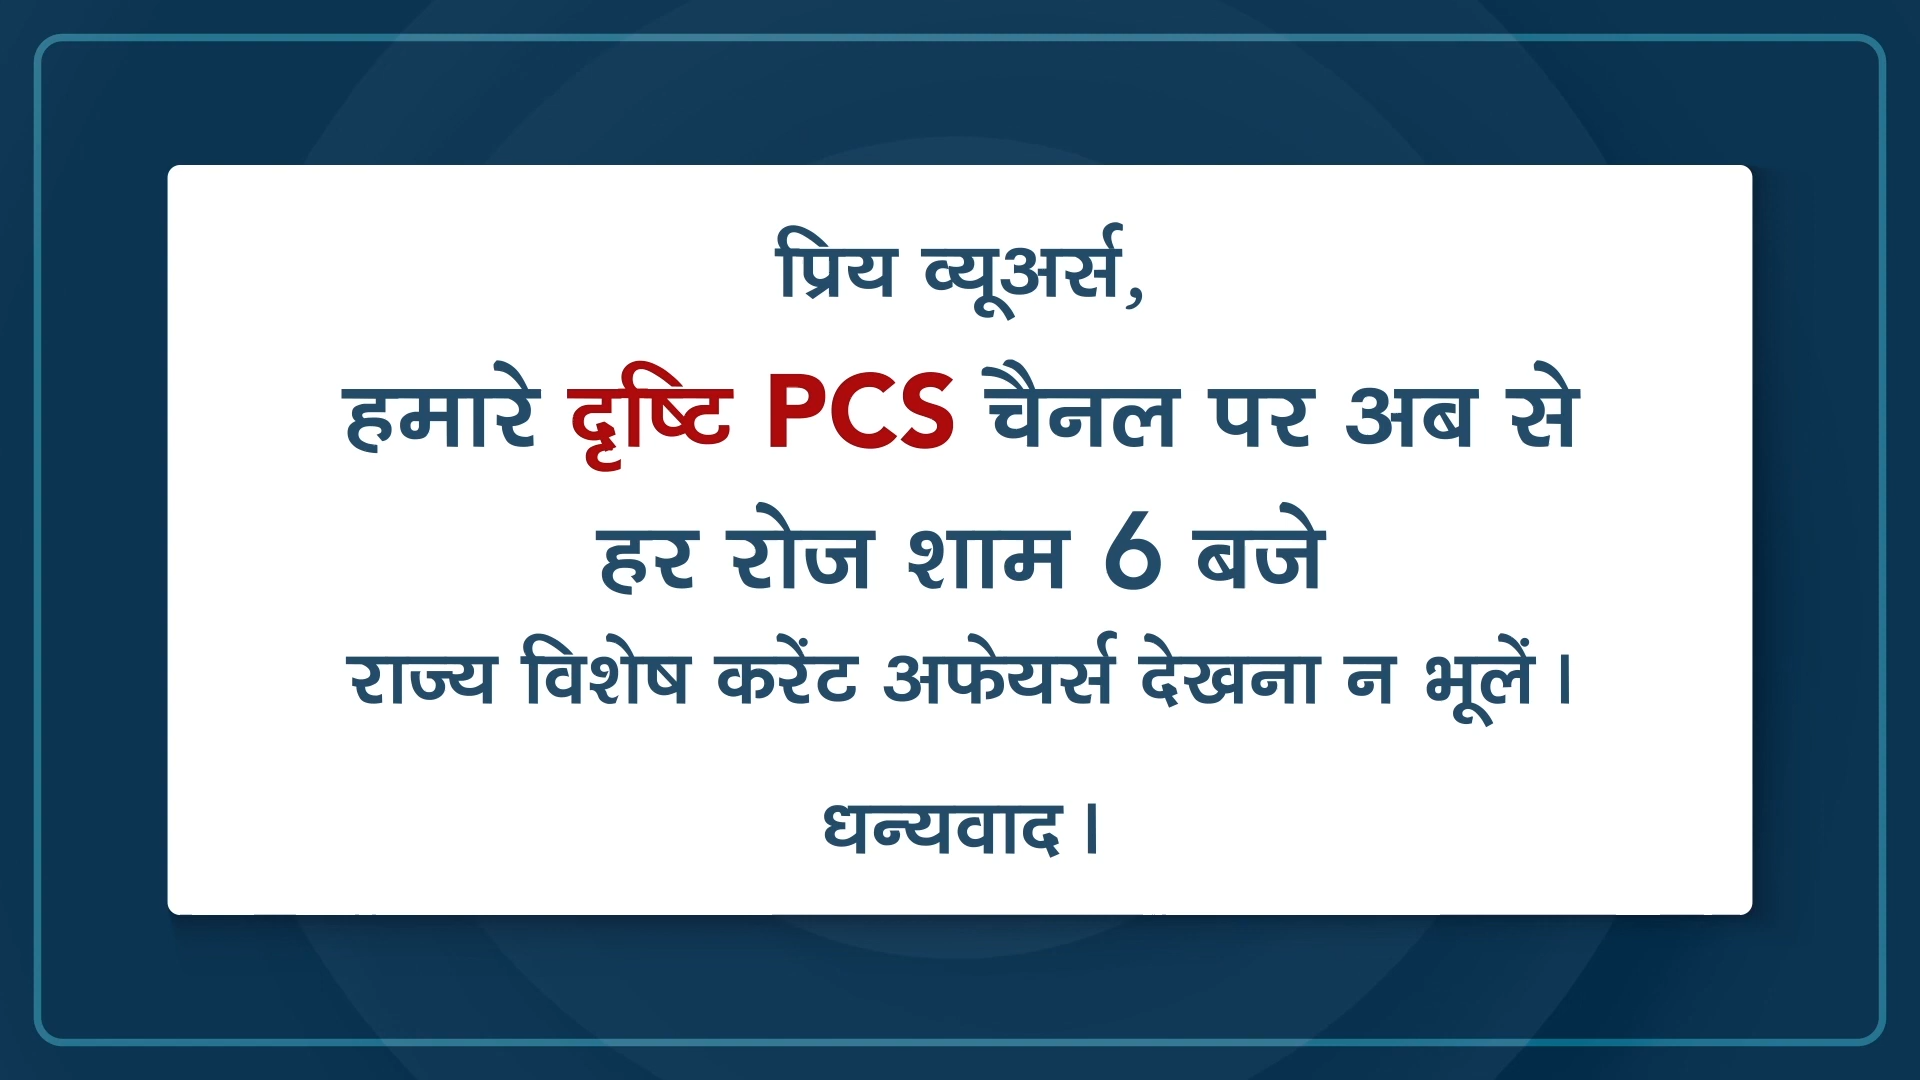 प्रिय व्यूअर्स,
हमारे दृष्टि PCS चैनल पर अब से
हर रोज शाम 6 बजे
राज्य विशेष करेंट अफेयर्स देखना न भूलें।
धन्यवाद।